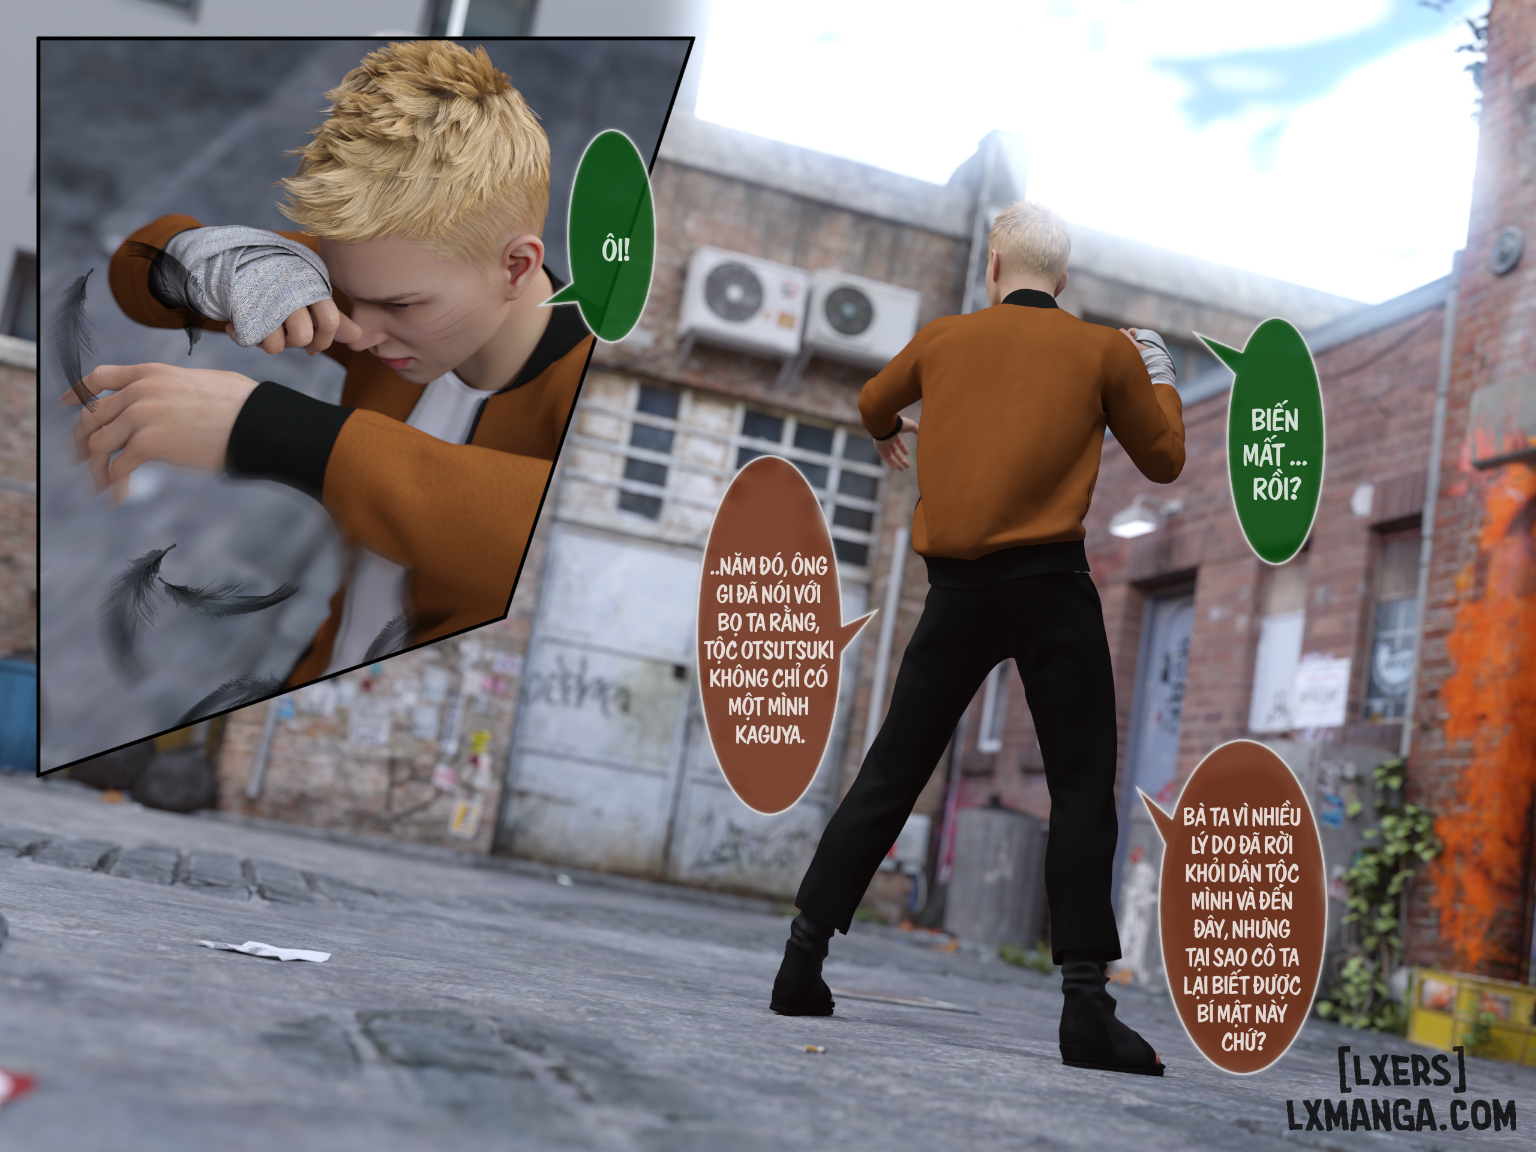 ÔI!
BIẾN
MẤT ...
RỒI?
..NĂM ĐÓ, ÔNG
GI ĐÃ NÓI VỚI
BỌ TA RẰNG,
TỘC OTSUTSUKI
KHÔNG CHỈ CÓ
MỘT MÌNH
KAGUYA.
BÀ TA VÌ NHIỀU
LÝ DO ĐÃ RỜI
KHỎI DÂN TỘC
MÌNH VÀ ĐẾN
ĐÂY, NHƯNG
TẠI SAO CÔ TA
LẠI BIẾT ĐƯỢC
BÍ MẬT NÀY
CHỨ?
[LXERS]
LXMANGA.COM